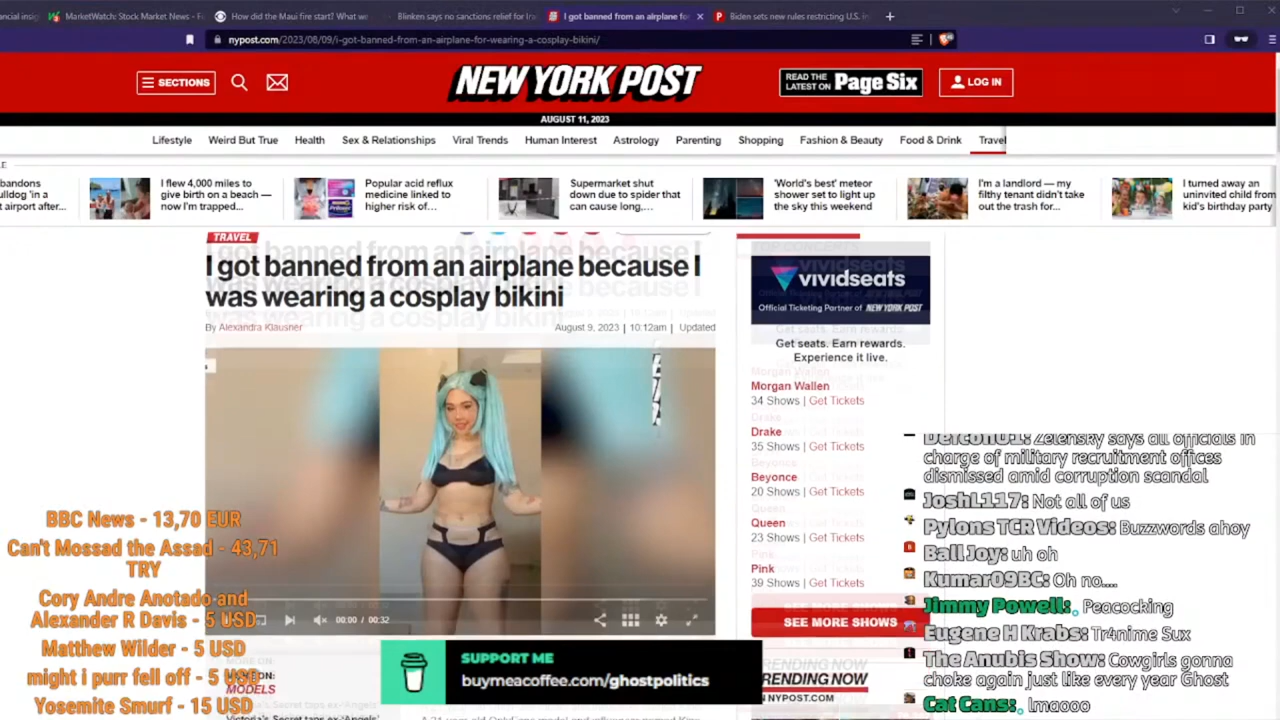 MarketWatch: Stock Market News - F
How did the Maui fire start? What we
Blinken says no sanctions relief for Ira
I got banned from an airplane fo
Biden sets new rules restricting U.S. i
nypost.com/2023/08/09/i-got-banned-from-an-airplane-for-wearing-a-cosplay-bikini/
SECTIONS
NEW YORK POST
READ THE LATEST ON Page Six
LOG IN
AUGUST 11, 2023
Lifestyle
Weird But True
Health
Sex & Relationships
Viral Trends
Human Interest
Astrology
Parenting
Shopping
Fashion & Beauty
Food & Drink
Travel
bandons
ulldog 'in a
t airport after...
I flew 4,000 miles to
give birth on a beach —
now I'm trapped...
Popular acid reflux
medicine linked to
higher risk of...
Supermarket shut
down due to spider that
can cause long,...
'World's best' meteor
shower set to light up
the sky this weekend
I'm a landlord — my
filthy tenant didn't take
out the trash for...
I turned away an
uninvited child from
kid's birthday party
TRAVEL
I got banned from an airplane because I
was wearing a cosplay bikini
By Alexandra Klausner
August 9, 2023 | 10:12am | Updated
00:00 / 00:32
TOP CONCERTS
vividseats
Official Ticketing Partner of NEW YORK POST
Get seats. Earn rewards.
Experience it live.
Morgan Wallen
34 Shows | Get Tickets
Drake
35 Shows | Get Tickets
Beyonce
20 Shows | Get Tickets
Queen
23 Shows | Get Tickets
Pink
39 Shows | Get Tickets
SEE MORE SHOWS
TRENDING NOW
NYPOST.COM
MODELS
SUPPORT ME
buymeacoffee.com/ghostpolitics
BBC News - 13,70 EUR
Can't Mossad the Assad - 43,71
TRY
Cory Andre Anotado and
Alexander R Davis - 5 USD
Matthew Wilder - 5 USD
might i purr fell off - 5 USD
Yosemite Smurf - 15 USD
Defcon01: Zelensky says all officials in
charge of military recruitment offices
dismissed amid corruption scandal
JoshL117: Not all of us
Pylons TCR Videos: Buzzwords ahoy
Ball Joy: uh oh
Kumar09BC: Oh no....
Jimmy Powell: Peacocking
Eugene H Krabs: Tr4nime Sux
The Anubis Show: Cowgirls gonna
choke again just like every year Ghost
Cat Cans: lmaooo